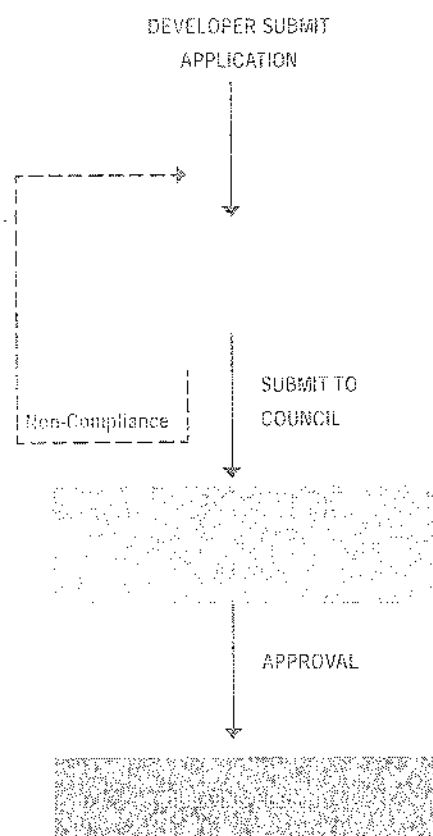 DEVELOPER SUBMIT
APPLICATION
SUBMIT TO
COUNCIL
Non-Compliance
APPROVAL